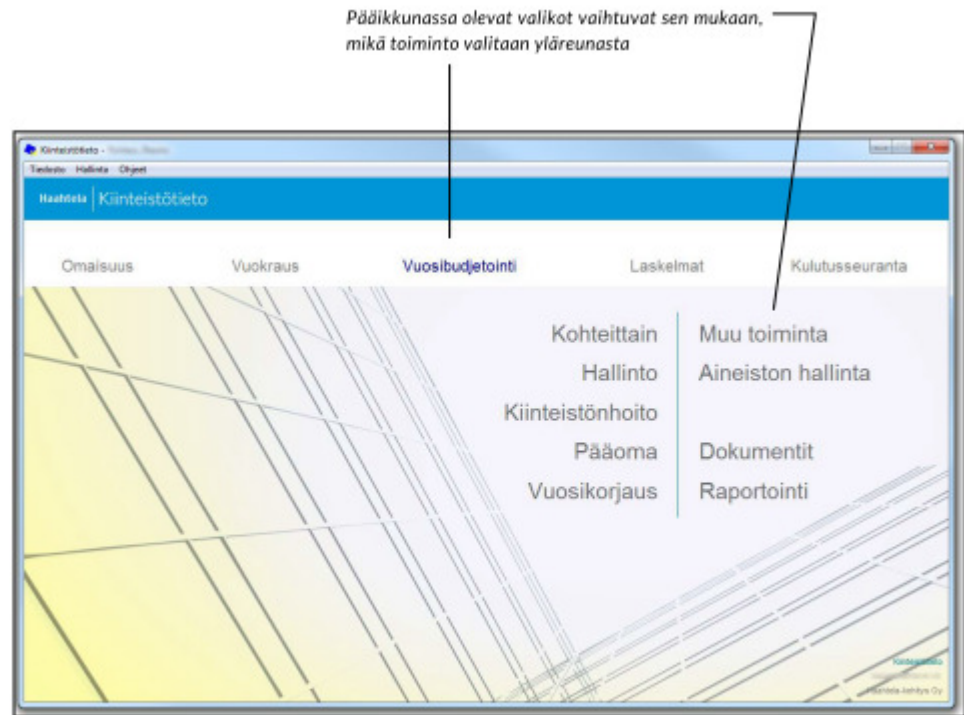 Pääikkunassa olevat valikot vaihtuvat sen mukaan,
mikä toiminto valitaan yläreunasta
Kiinteistötieto -
Tiedosto Hallinta Ohjeet
Haahtela Kiinteistötieto
Omaisuus Vuokraus Vuosibudjetointi Laskelmat Kulutusseuranta
Kohteittain Muu toiminta
Hallinto Aineiston hallinta
Kiinteistönhoito
Pääoma Dokumentit
Vuosikorjaus Raportointi
Kiinteistötieto
Haahtela-kehitys Oy